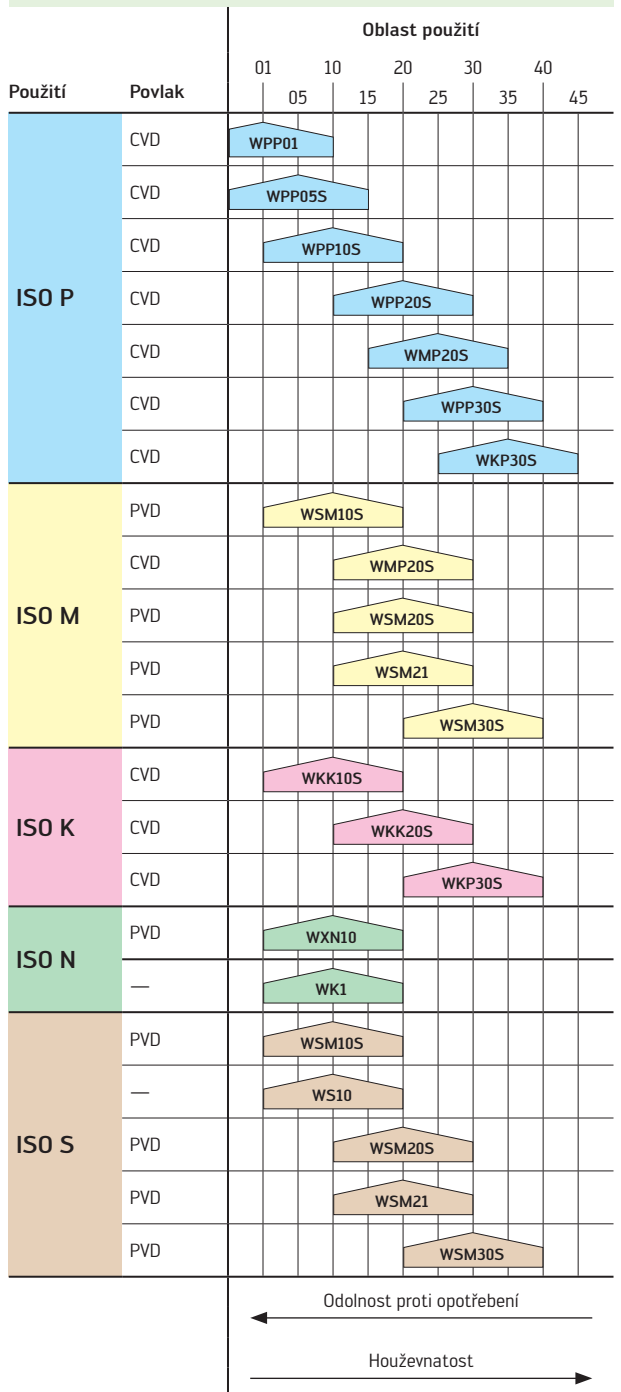 Oblast použití
01 10 20 30 40
Použití Povlak 05 15 25 35 45
CVD WPP01
CVD WPP05S
CVD WPP10S
ISO P CVD WPP20S
CVD WMP20S
CVD WPP30S
CVD WKP30S
PVD WSM10S
CVD WMP20S
ISO M PVD WSM20S
PVD WSM21
PVD WSM30S
CVD WKK10S
ISO K CVD WKK20S
CVD WKP30S
ISO N PVD WXN10
— WK1
PVD WSM10S
— WS10
ISO S PVD WSM20S
PVD WSM21
PVD WSM30S
Odolnost proti opotřebení
Houževnatost